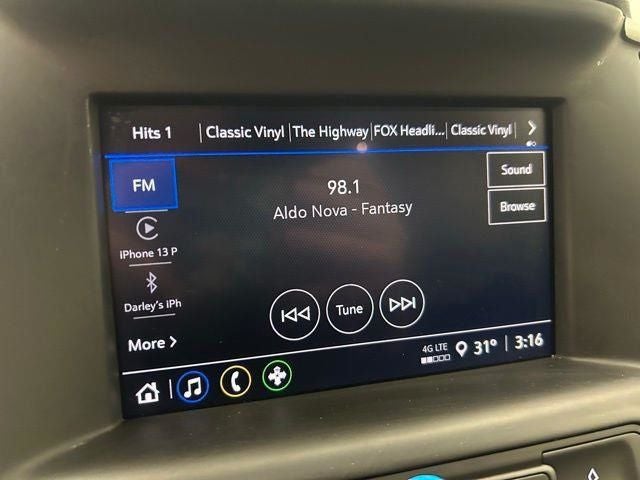 Hits 1 Classic Vinyl The Highway FOX Headli... Classic Vinyl
FM
98.1
Sound
Aldo Nova - Fantasy
Browse
iPhone 13 P
Darley's iPh
Tune
More
4G LTE
31° 3:16